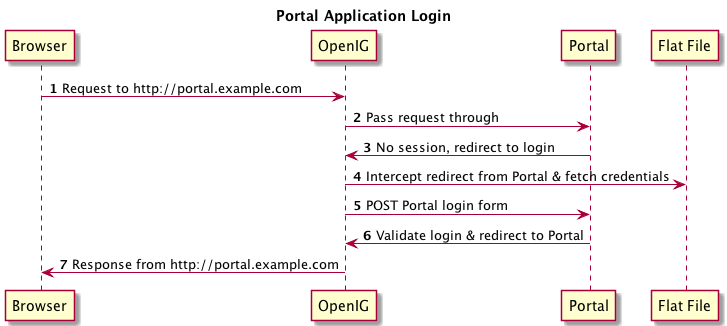 Portal Application Login
Browser OpenIG Portal Flat File
1 Request to http://portal.example.com
2 Pass request through
3 No session, redirect to login
4 Intercept redirect from Portal & fetch credentials
5 POST Portal login form
6 Validate login & redirect to Portal
7 Response from http://portal.example.com
Browser OpenIG Portal Flat File